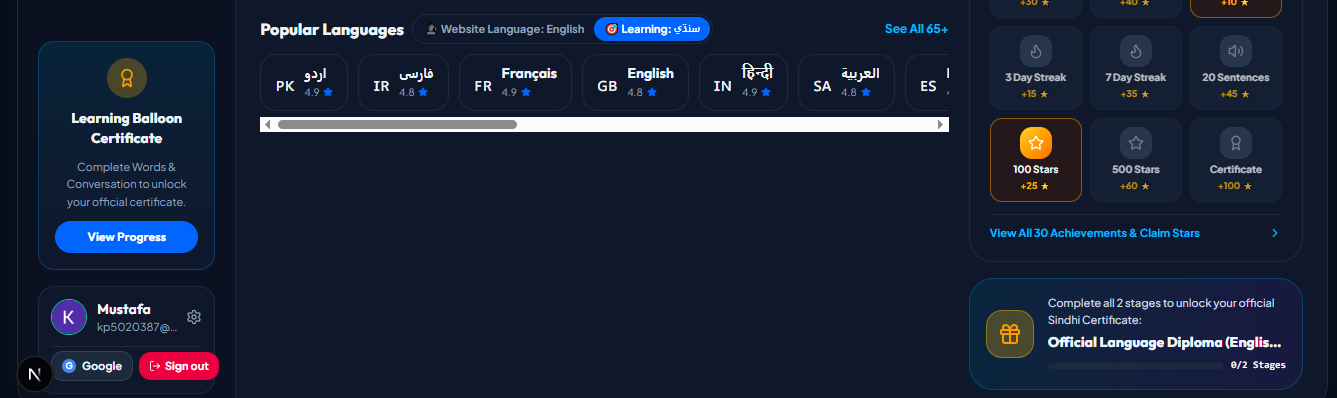 Learning Balloon
Certificate
Complete Words &
Conversation to unlock
your official certificate.
View Progress
K
Mustafa
kp5020387@...
G Google
Sign out
N
Popular Languages
Website Language: English
Learning: سنڌي
See All 65+
PK اردو 4.9
IR فارسی 4.8
FR Français 4.9
GB English 4.8
IN हिन्दी 4.9
SA العربية 4.8
ES
+30 ★
+40 ★
+10 ★
3 Day Streak
+15 ★
7 Day Streak
+35 ★
20 Sentences
+45 ★
100 Stars
+25 ★
500 Stars
+60 ★
Certificate
+100 ★
View All 30 Achievements & Claim Stars
Complete all 2 stages to unlock your official
Sindhi Certificate:
Official Language Diploma (Englis...
0/2 Stages